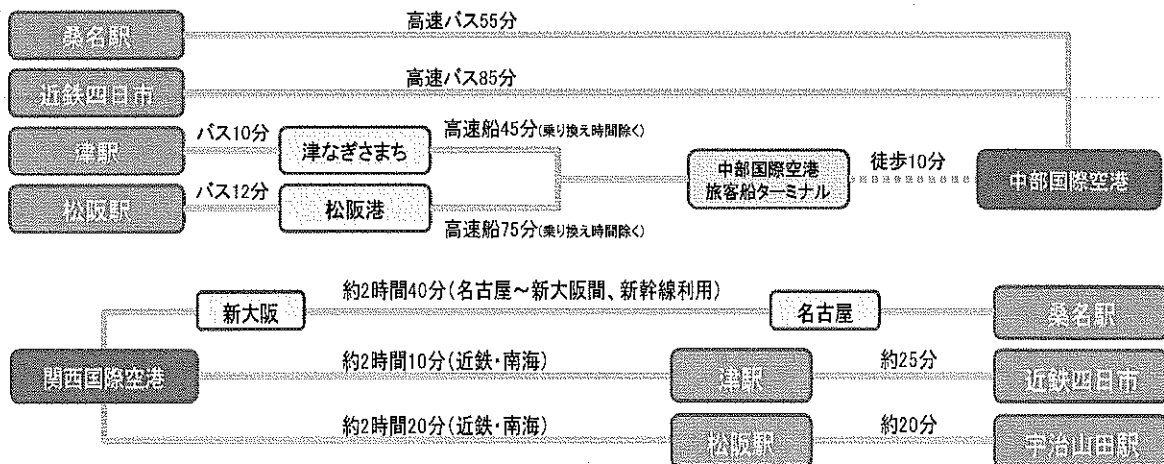 桑名駅
高速バス55分
近鉄四日市
高速バス85分
津駅
バス10分
津なぎさまち
高速船45分(乗り換え時間除く)
松阪駅
バス12分
松阪港
高速船75分(乗り換え時間除く)
中部国際空港
旅客船ターミナル
徒歩10分
中部国際空港
関西国際空港
新大阪
約2時間40分(名古屋～新大阪間、新幹線利用)
名古屋
桑名駅
約2時間10分(近鉄・南海)
津駅
約25分
近鉄四日市
約2時間20分(近鉄・南海)
松阪駅
約20分
宇治山田駅